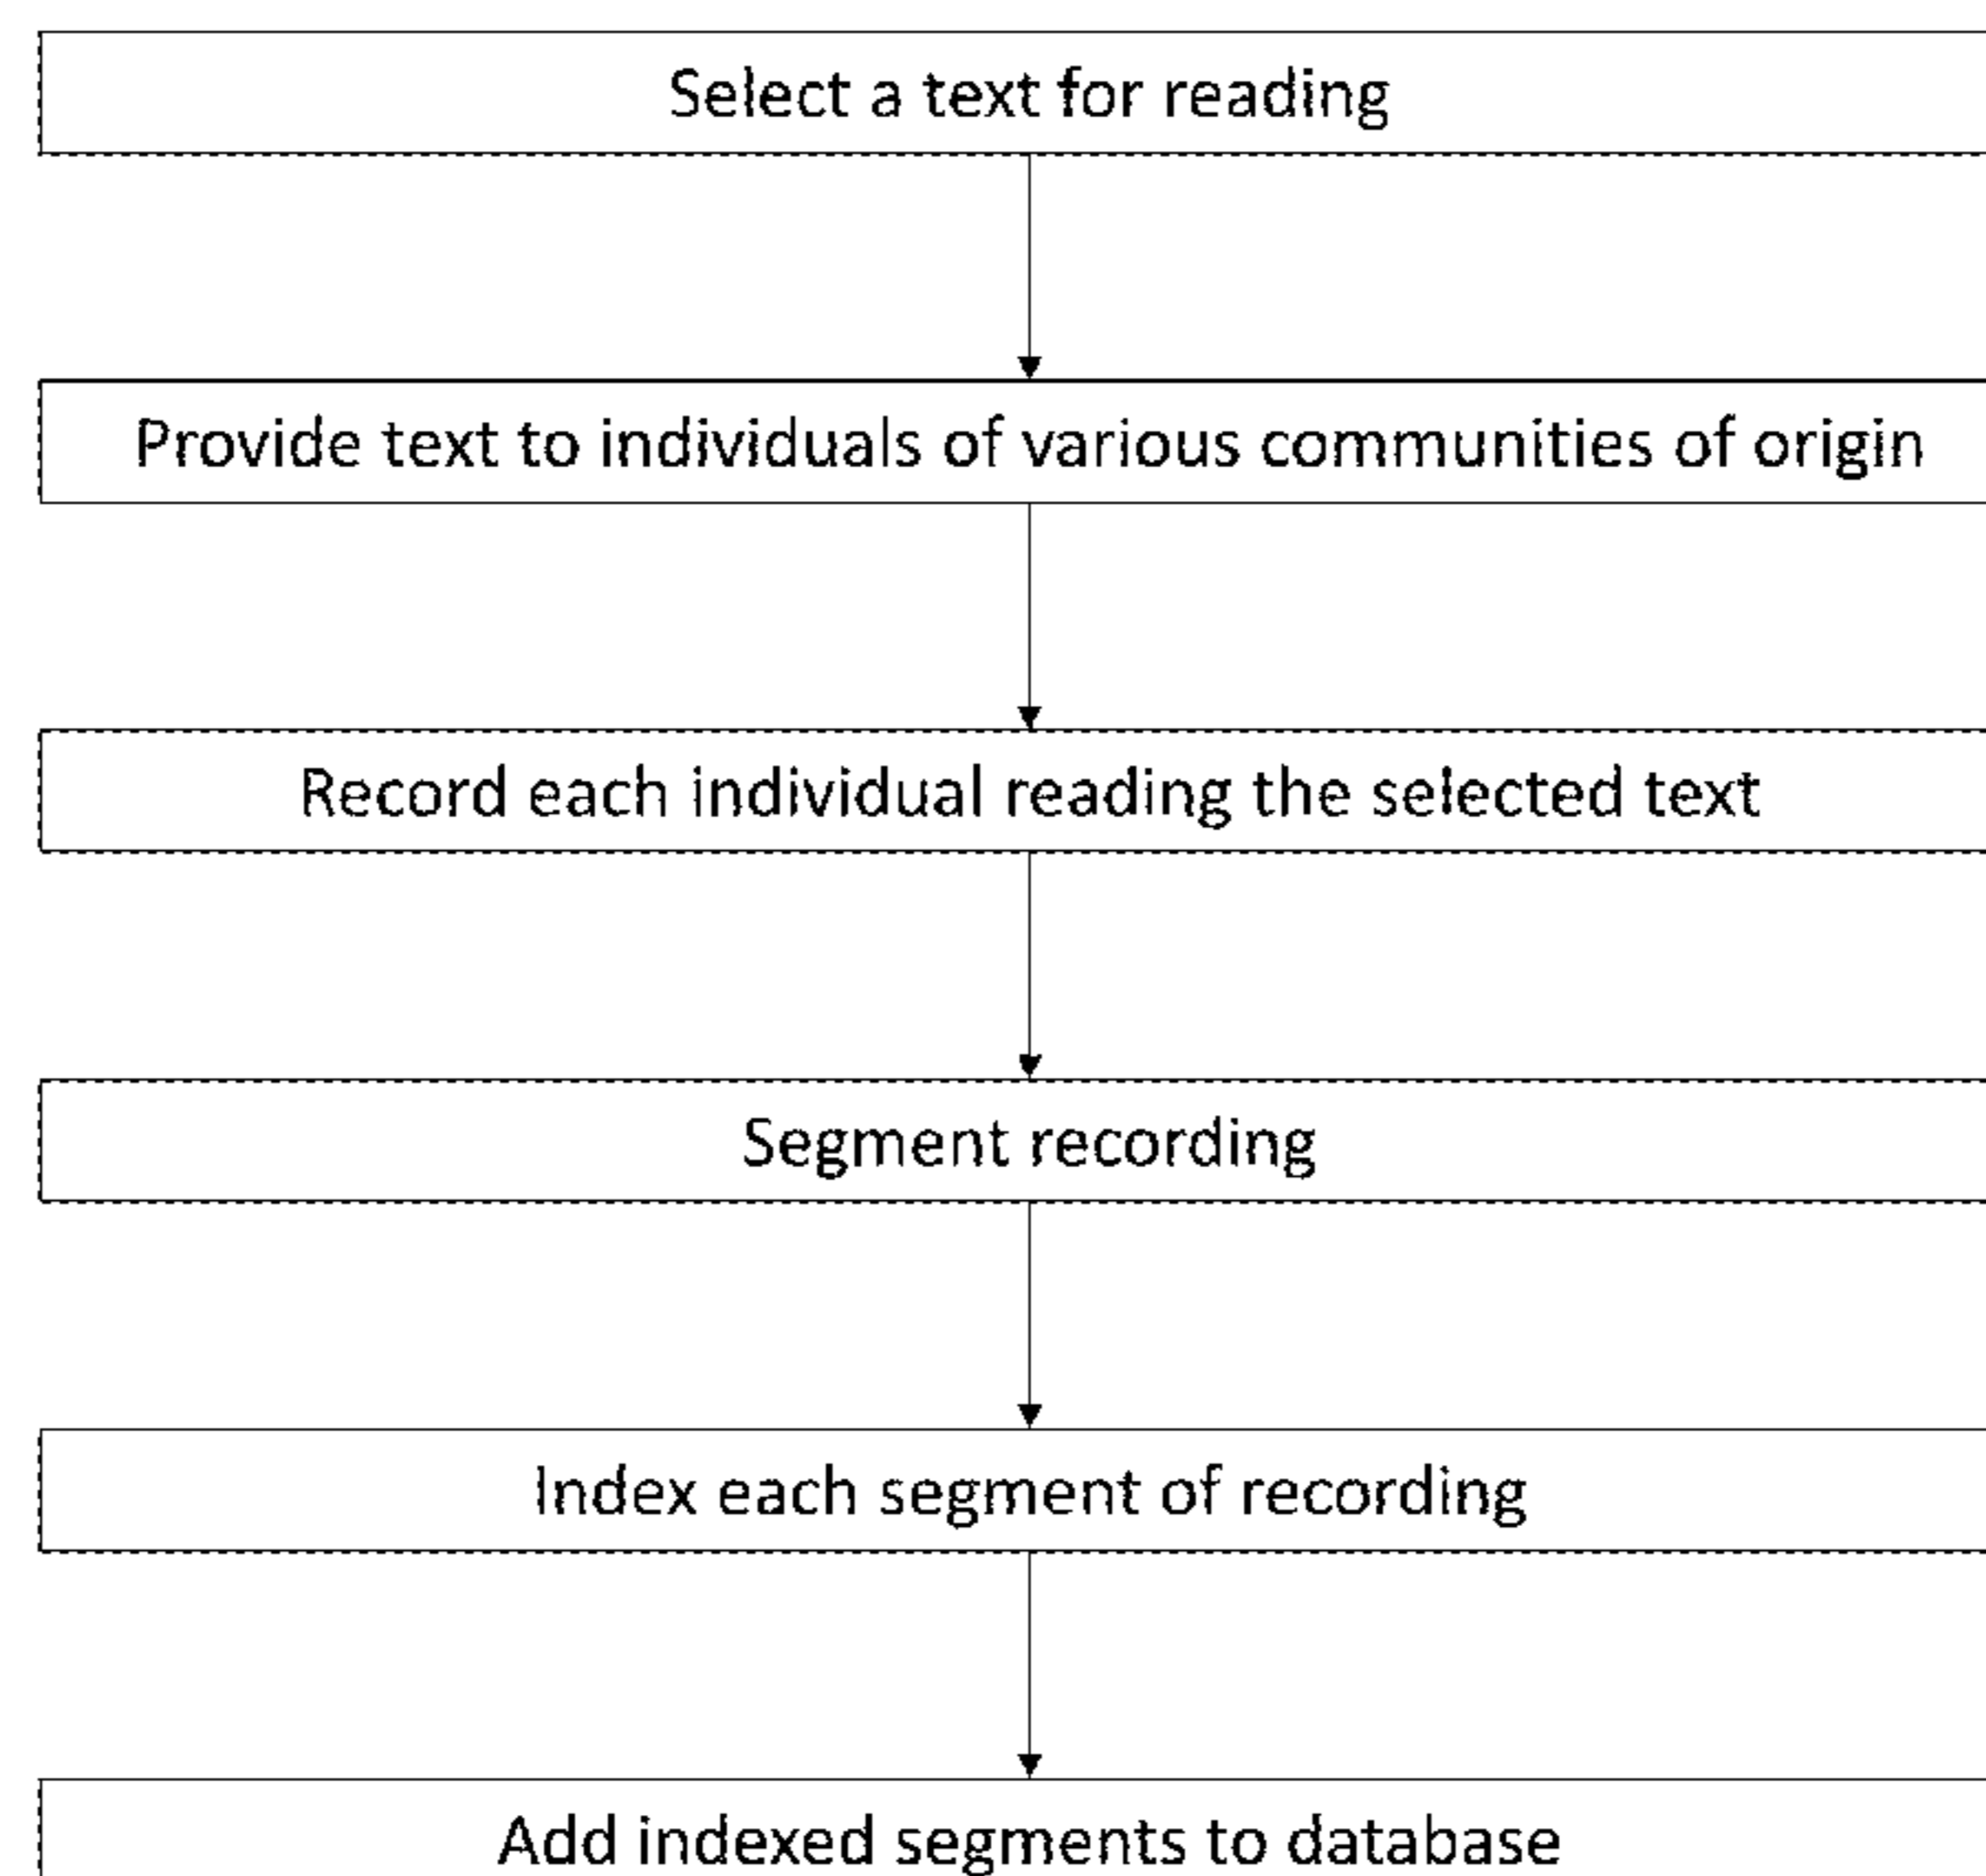 Select a text for reading
Provide text to individuals of various communities of origin
Record each individual reading the selected text
Segment recording
Index each segment of recording
Add indexed segments to database